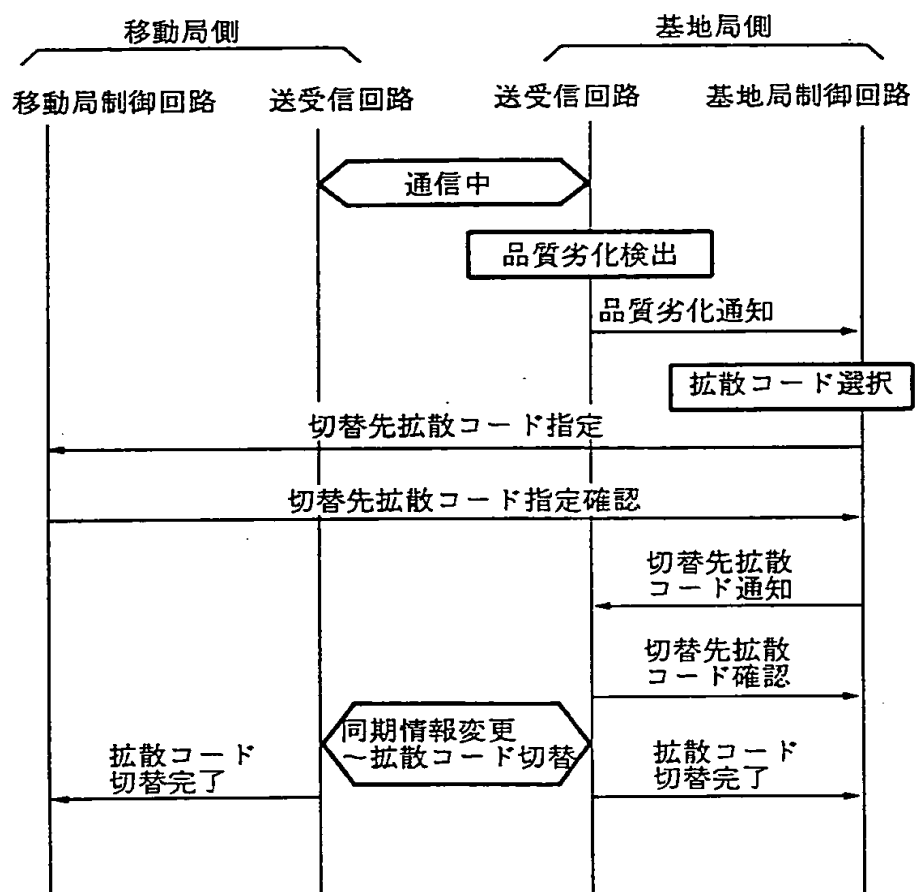 移動局側
基地局側
移動局制御回路
送受信回路
送受信回路
基地局制御回路
通信中
品質劣化検出
品質劣化通知
拡散コード選択
切替先拡散コード指定
切替先拡散コード指定確認
切替先拡散
コード通知
切替先拡散
コード確認
同期情報変更
～拡散コード切替
拡散コード
切替完了
拡散コード
切替完了